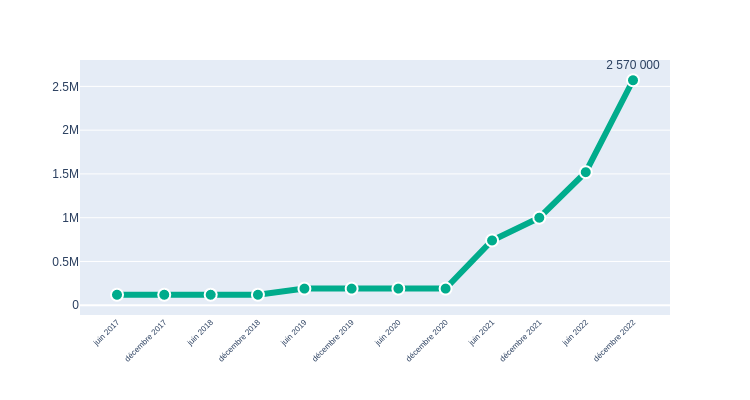 2 570 000
2.5M
2M
1.5M
1M
0.5M
0
juin 2017
décembre 2017
juin 2018
décembre 2018
juin 2019
décembre 2019
juin 2020
décembre 2020
juin 2021
décembre 2021
juin 2022
décembre 2022